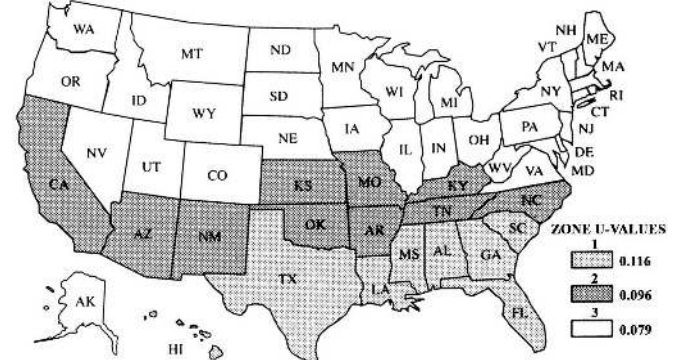 WA
MT
ND
MN
OR
ID
WY
SD
WI
MI
NH
VT
ME
MA
NY
RI
CT
NV
UT
CO
NE
IA
IL
IN
OH
PA
NJ
DE
MD
WV
VA
CA
KS
MO
KY
AZ
NM
OK
AR
TN
NC
TX
LA
MS
AL
GA
SC
FL
AK
HI
ZONE U-VALUES
1
0.116
2
0.096
3
0.079